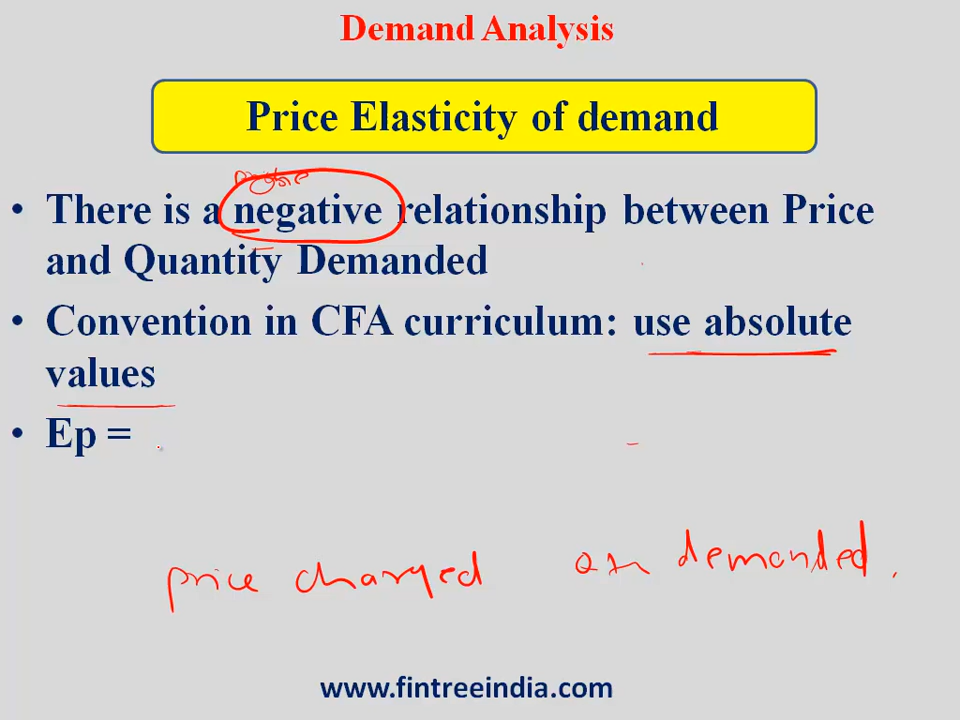 Demand Analysis
Price Elasticity of demand
• There is a negative relationship between Price
and Quantity Demanded
• Convention in CFA curriculum: use absolute
values
• Ep =
price charged demanded.
www.fintreeindia.com